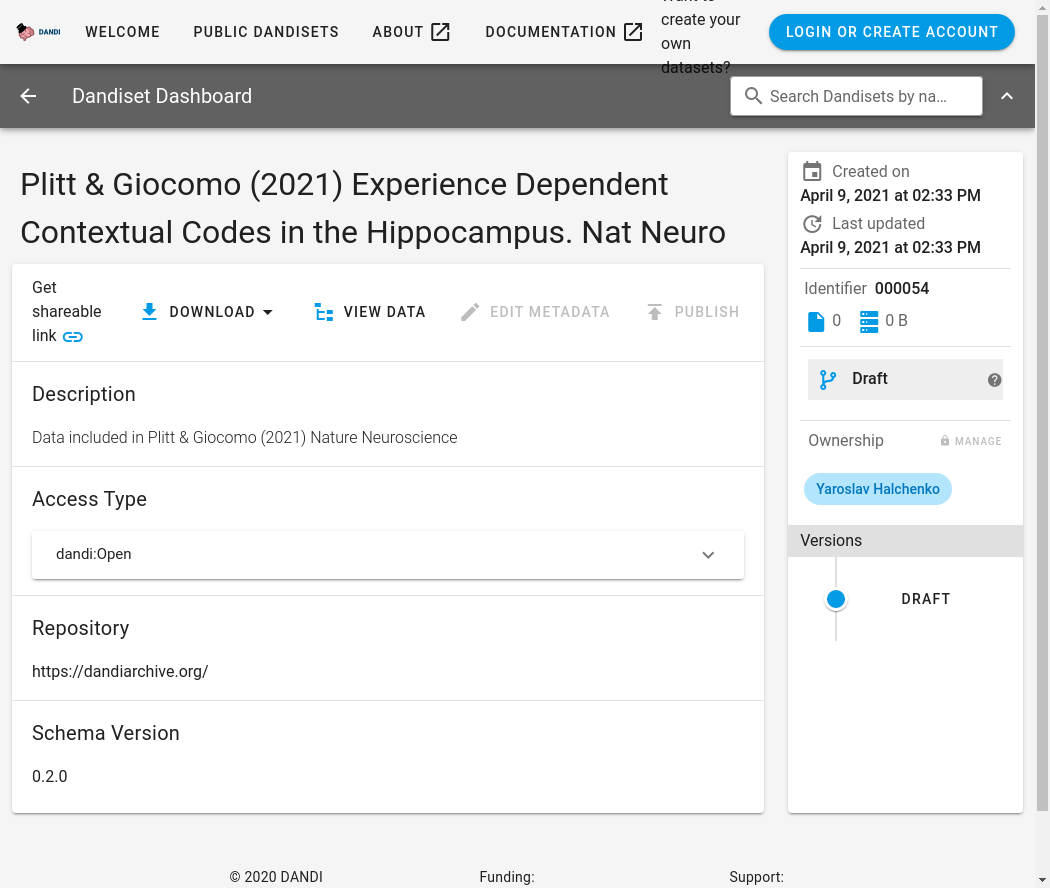 DANDI
WELCOME
PUBLIC DANDISETS
ABOUT
DOCUMENTATION
create your
own
datasets?
LOGIN OR CREATE ACCOUNT
Dandiset Dashboard
Search Dandisets by na…
Plitt & Giocomo (2021) Experience Dependent
Contextual Codes in the Hippocampus. Nat Neuro
Get
shareable
link
DOWNLOAD
VIEW DATA
EDIT METADATA
PUBLISH
Description
Data included in Plitt & Giocomo (2021) Nature Neuroscience
Access Type
dandi:Open
Repository
https://dandiarchive.org/
Schema Version
0.2.0
Created on
April 9, 2021 at 02:33 PM
Last updated
April 9, 2021 at 02:33 PM
Identifier 000054
0
0 B
Draft
Ownership
MANAGE
Yaroslav Halchenko
Versions
DRAFT
© 2020 DANDI
Funding:
Support: